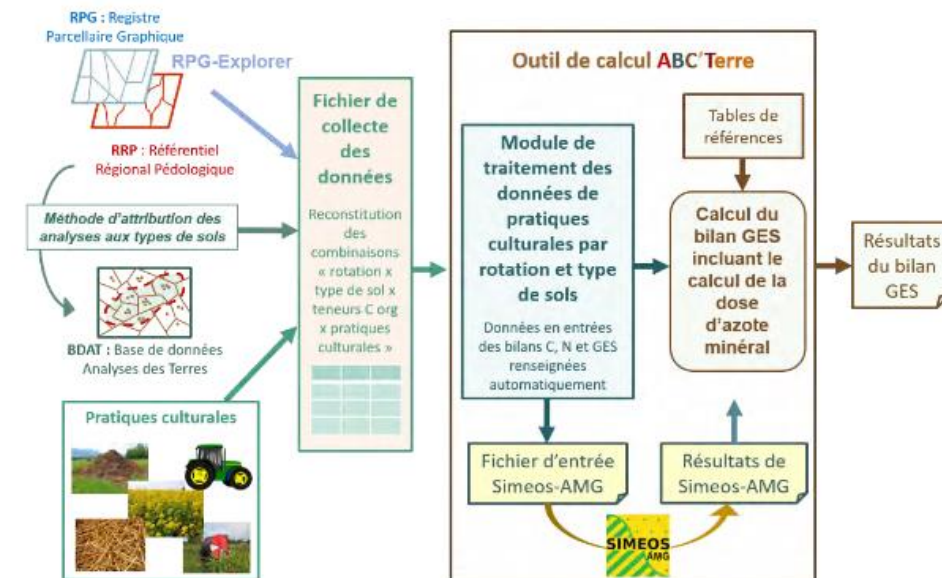 RPG : Registre
Parcellaire Graphique
RPG-Explorer
RRP : Référentiel
Régional Pédologique
Méthode d'attribution des
analyses aux types de sols
BDAT : Base de données
Analyses des Terres
Pratiques culturales
Fichier de
collecte
des
données
Reconstitution
des
combinaisons
« rotation x
type de sol x
teneurs C org
x pratiques
culturales »
Outil de calcul ABC'Terre
Module de
traitement des
données de
pratiques
culturales par
rotation et type
de sols
Données en entrées
des bilans C, N et GES
renseignées
automatiquement
Tables de
références
Calcul du
bilan GES
incluant le
calcul de la
dose
d'azote
minéral
Résultats
du bilan
GES
Fichier d'entrée
Simeos-AMG
Résultats de
Simeos-AMG
SIMEOS
AMG